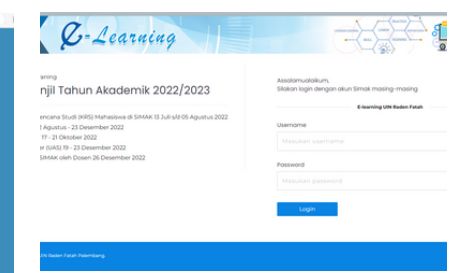 e-Learning
njil Tahun Akademik 2022/2023
encana Studi (KRS) Mahasiswa di SIMAK 13 Juli s/d 05 Agustus 2022
Agustus - 23 Desember 2022
17 - 21 Oktober 2022
(UAS) 19 - 23 Desember 2022
SIMAK oleh Dosen 26 Desember 2022
Assalamualaikum,
Silakan login dengan akun Simak masing-masing
E-learning UIN Raden Fatah
Username
Masukan username
Password
Masukan password
Login
UIN Raden Fatah Palembang.